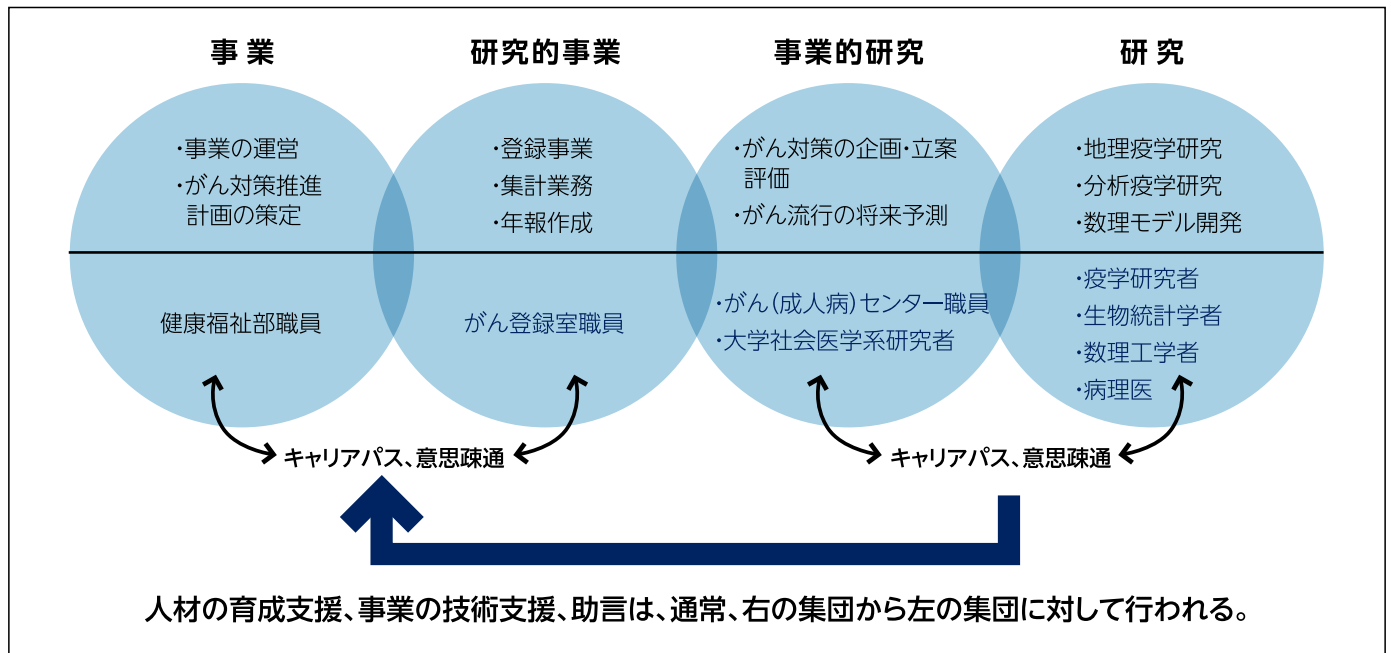 事業
研究的事業
事業的研究
研究
・事業の運営
・がん対策推進
計画の策定
・登録事業
・集計業務
・年報作成
・がん対策の企画・立案
評価
・がん流行の将来予測
・地理疫学研究
・分析疫学研究
・数理モデル開発
健康福祉部職員
がん登録室職員
・がん（成人病）センター職員
・大学社会医学系研究者
・疫学研究者
・生物統計学者
・数理工学者
・病理医
キャリアパス、意思疎通
キャリアパス、意思疎通
人材の育成支援、事業の技術支援、助言は、通常、右の集団から左の集団に対して行われる。